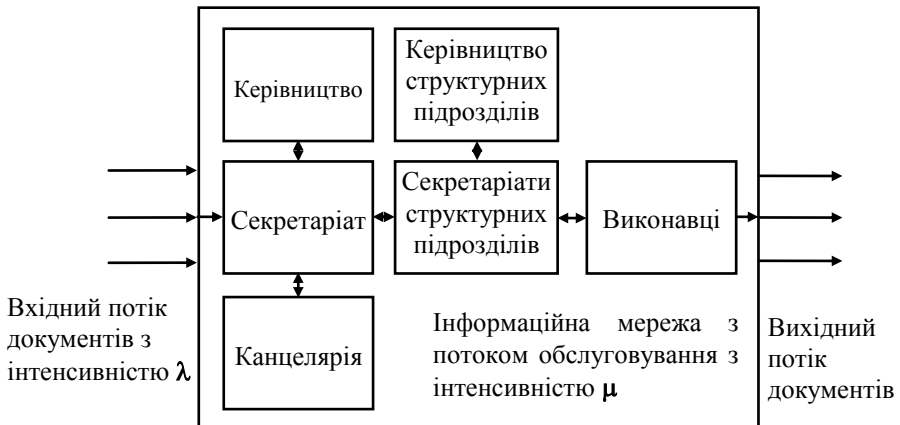 Керівництво
Керівництво
структурних
підрозділів
Секретаріат
Секретаріати
структурних
підрозділів
Виконавці
Канцелярія
Вхідний потік
документів з
інтенсивністю λ
Інформаційна мережа з
потоком обслуговування з
інтенсивністю μ
Вихідний
потік
документів